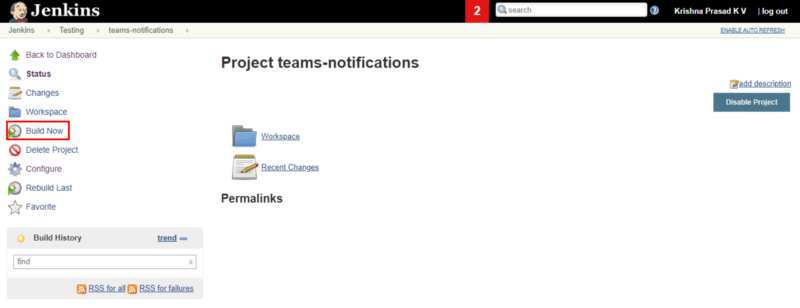 Jenkins 2 search Krishna Prasad K V | log out
Jenkins Testing teams-notifications ENABLE AUTO REFRESH
Back to Dashboard
Status
Changes
Workspace
Build Now
Delete Project
Configure
Rebuild Last
Favorite
Build History trend
find x
RSS for all RSS for failures
Project teams-notifications
add description
Disable Project
Workspace
Recent Changes
Permalinks